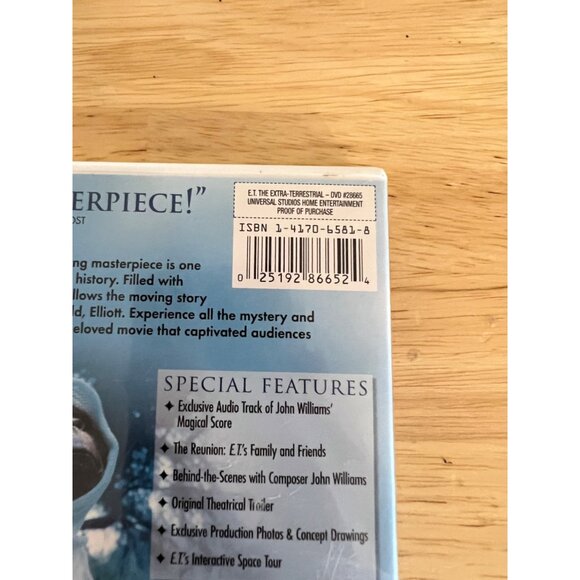 ERPIECE!”
OST
E.T. THE EXTRA-TERRESTRIAL – DVD #28665
UNIVERSAL STUDIOS HOME ENTERTAINMENT
PROOF OF PURCHASE
ISBN 1-4170-6581-8
0 25192 86652 4
ng masterpiece is one
history. Filled with
llows the moving story
ld, Elliott. Experience all the mystery and
eloved movie that captivated audiences
SPECIAL FEATURES
✦ Exclusive Audio Track of John Williams’
Magical Score
✦ The Reunion: E.T.’s Family and Friends
✦ Behind-the-Scenes with Composer John Williams
✦ Original Theatrical Trailer
✦ Exclusive Production Photos & Concept Drawings
✦ E.T.’s Interactive Space Tour